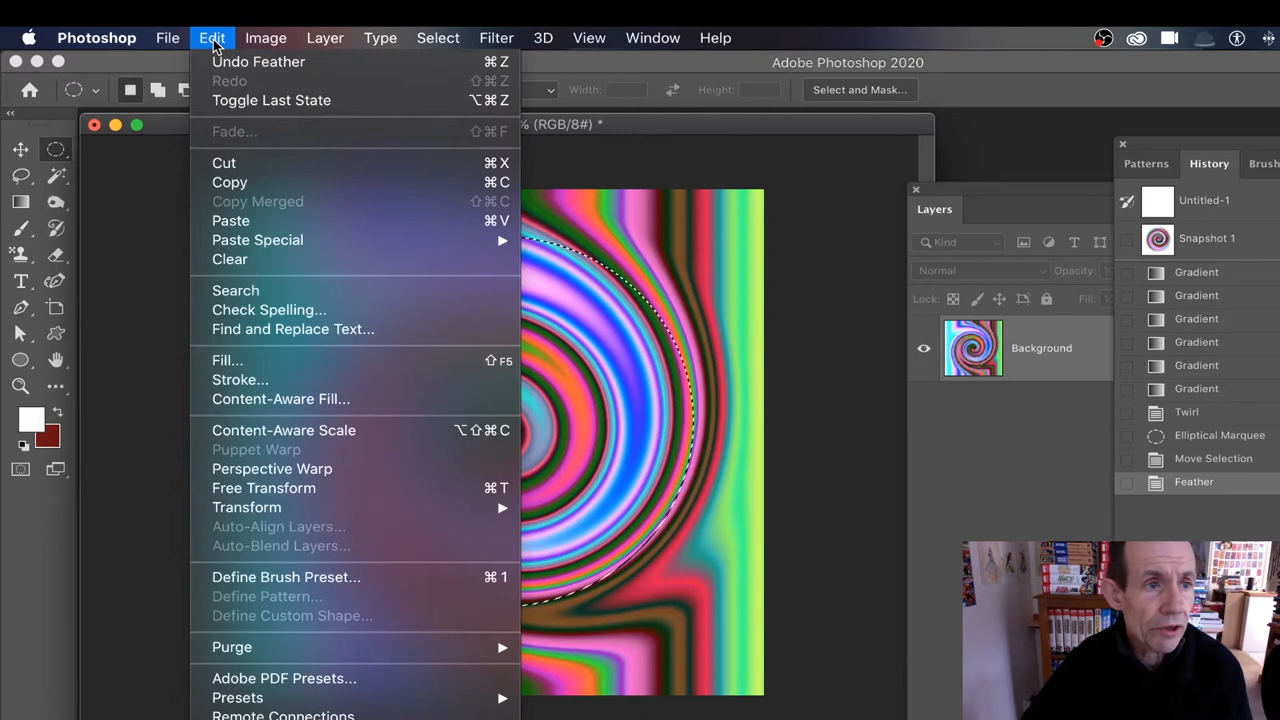 Photoshop File Edit Image Layer Type Select Filter 3D View Window Help
Adobe Photoshop 2020
Width: Height: Select and Mask...
% (RGB/8#) *
Undo Feather ⌘Z
Redo ⇧⌘Z
Toggle Last State ⌥⌘Z
Fade... ⇧⌘F
Cut ⌘X
Copy ⌘C
Copy Merged ⇧⌘C
Paste ⌘V
Paste Special
Clear
Search
Check Spelling...
Find and Replace Text...
Fill... ⇧F5
Stroke...
Content-Aware Fill...
Content-Aware Scale ⌥⇧⌘C
Puppet Warp
Perspective Warp
Free Transform ⌘T
Transform
Auto-Align Layers...
Auto-Blend Layers...
Define Brush Preset... ⌘1
Define Pattern...
Define Custom Shape...
Purge
Adobe PDF Presets...
Presets
Remote Connections
Layers
Kind
Normal Opacity:
Lock: Fill:
Background
Patterns History Brush
Untitled-1
Snapshot 1
Gradient
Gradient
Gradient
Gradient
Gradient
Gradient
Twirl
Elliptical Marquee
Move Selection
Feather